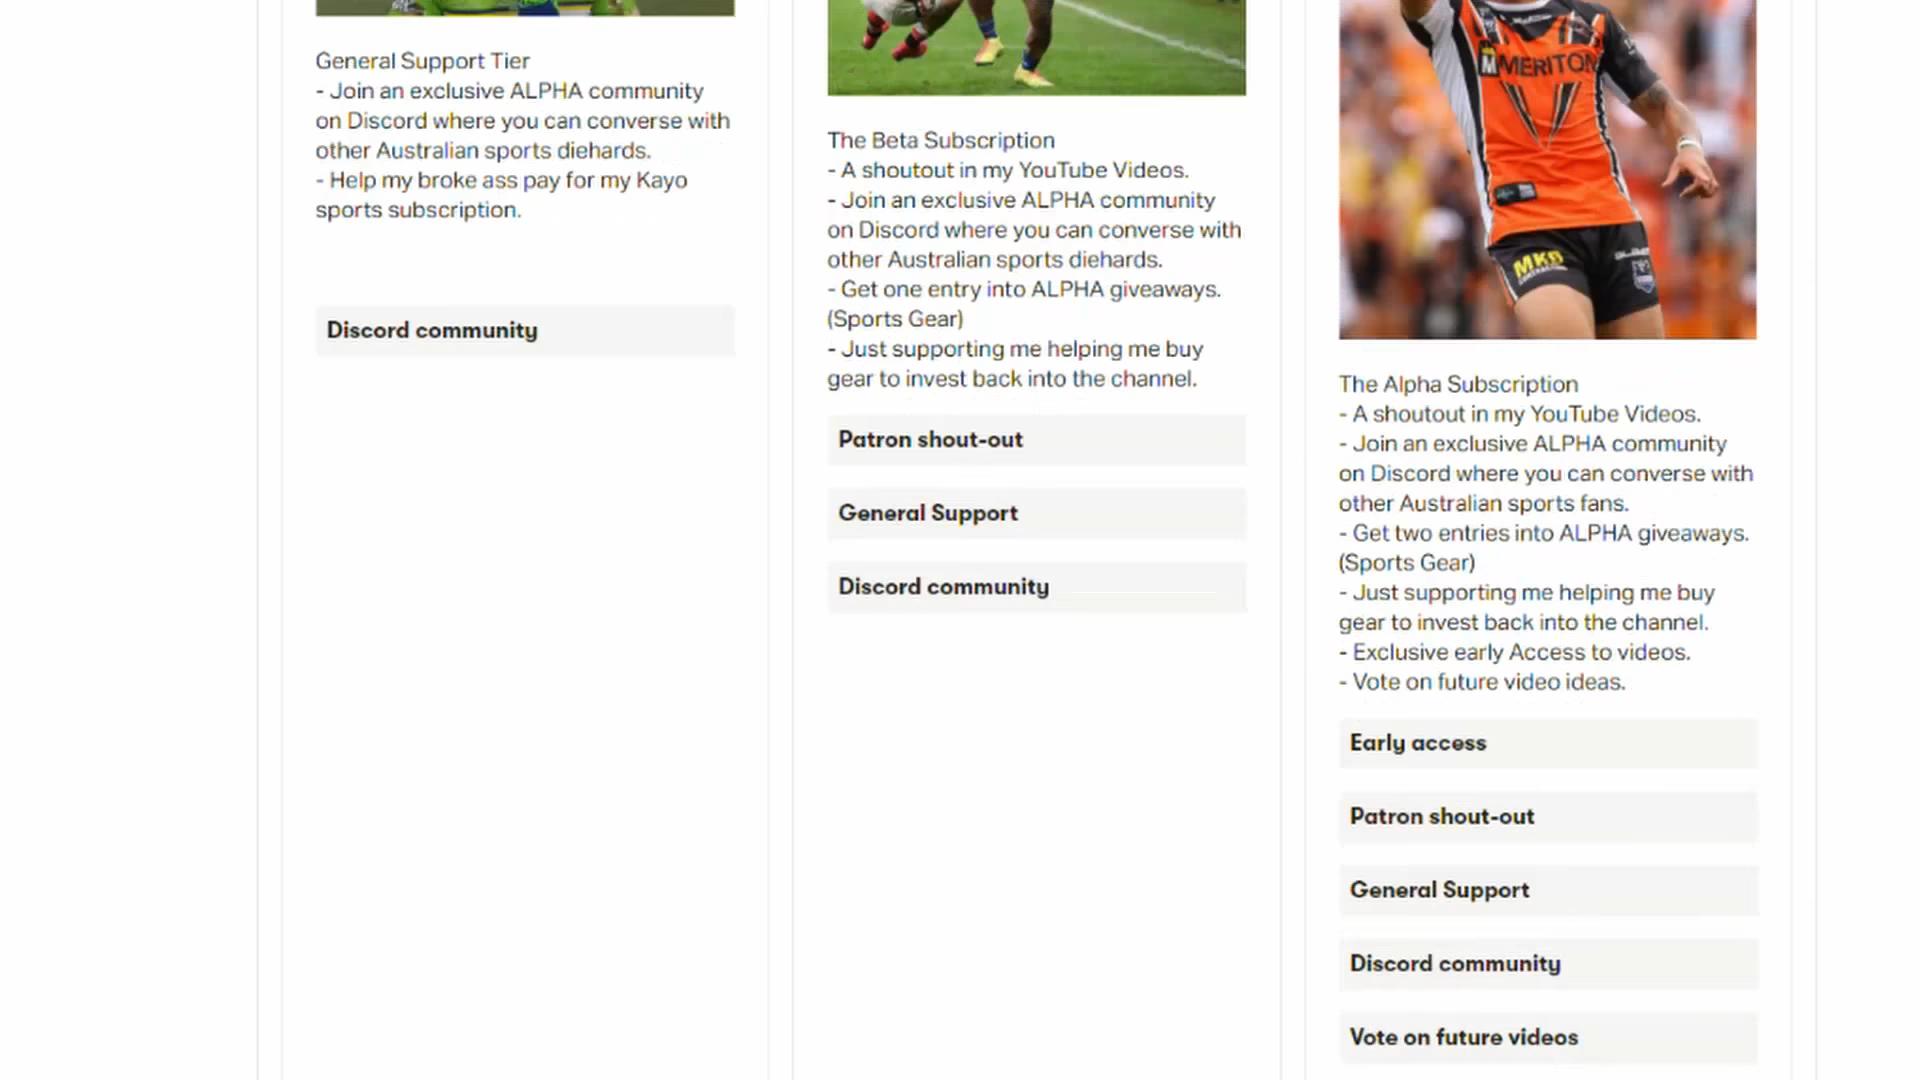 General Support Tier
- Join an exclusive ALPHA community
on Discord where you can converse with
other Australian sports diehards.
- Help my broke ass pay for my Kayo
sports subscription.
Discord community
The Beta Subscription
- A shoutout in my YouTube Videos.
- Join an exclusive ALPHA community
on Discord where you can converse with
other Australian sports diehards.
- Get one entry into ALPHA giveaways.
(Sports Gear)
- Just supporting me helping me buy
gear to invest back into the channel.
Patron shout-out
General Support
Discord community
MERITON
MKB
The Alpha Subscription
- A shoutout in my YouTube Videos.
- Join an exclusive ALPHA community
on Discord where you can converse with
other Australian sports fans.
- Get two entries into ALPHA giveaways.
(Sports Gear)
- Just supporting me helping me buy
gear to invest back into the channel.
- Exclusive early Access to videos.
- Vote on future video ideas.
Early access
Patron shout-out
General Support
Discord community
Vote on future videos